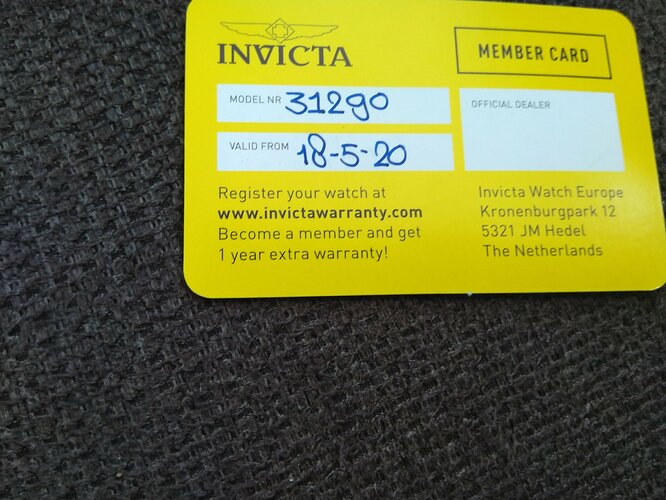 INVICTA
MEMBER CARD
MODEL NR 31290
OFFICIAL DEALER
VALID FROM 18-5-20
Register your watch at
www.invictawarranty.com
Become a member and get
1 year extra warranty!
Invicta Watch Europe
Kronenburgpark 12
5321 JM Hedel
The Netherlands